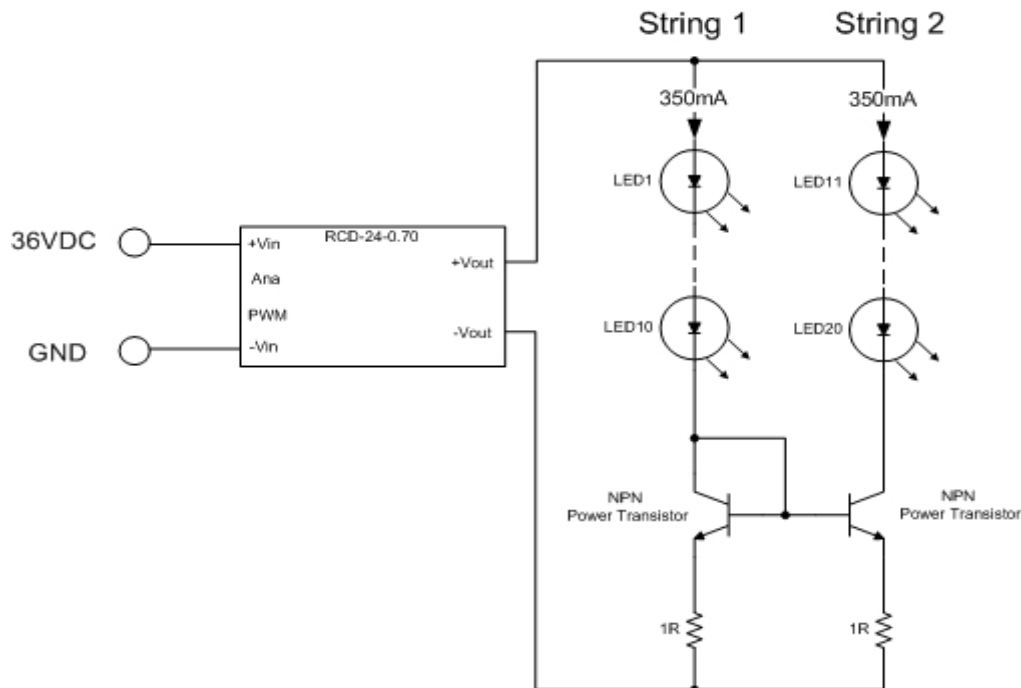 String 1
String 2
350mA
350mA
LED1
LED11
36VDC
RCD-24-0.70
+Vin
+Vout
Ana
PWM
-Vout
GND
-Vin
LED10
LED20
NPN
Power Transistor
NPN
Power Transistor
1R
1R